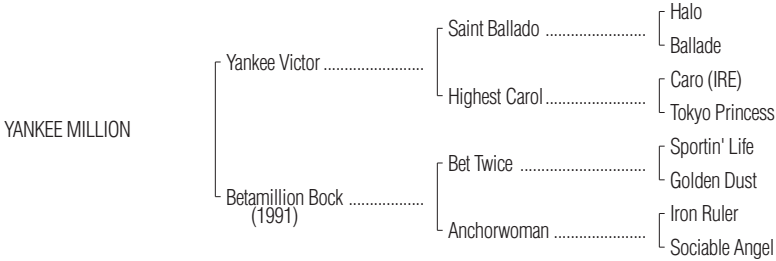 Halo
Saint Ballado ........................
Ballade
Yankee Victor ........................
Caro (IRE)
Highest Carol ........................
Tokyo Princess
YANKEE MILLION
Sportin' Life
Bet Twice ..............................
Golden Dust
Betamillion Bock ..................
(1991)
Iron Ruler
Anchorwoman ......................
Sociable Angel